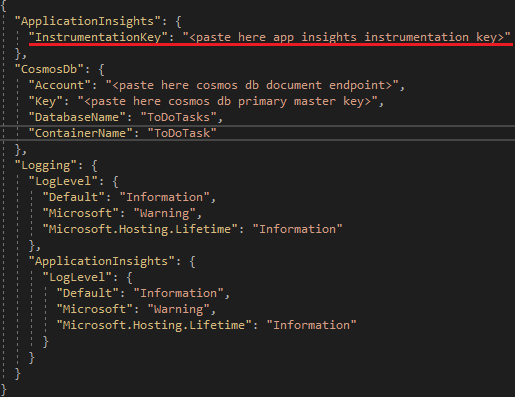 {
"ApplicationInsights": {
"InstrumentationKey": "<paste here app insights instrumentation key>"
},
"CosmosDb": {
"Account": "<paste here cosmos db document endpoint>",
"Key": "<paste here cosmos db primary master key>",
"DatabaseName": "ToDoTasks",
"ContainerName": "ToDoTask"
},
"Logging": {
"LogLevel": {
"Default": "Information",
"Microsoft": "Warning",
"Microsoft.Hosting.Lifetime": "Information"
},
"ApplicationInsights": {
"LogLevel": {
"Default": "Information",
"Microsoft": "Warning",
"Microsoft.Hosting.Lifetime": "Information"
}
}
}
}